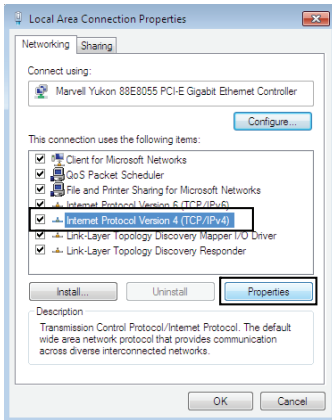 Local Area Connection Properties
Networking Sharing
Connect using:
Marvell Yukon 88E8055 PCI-E Gigabit Ethernet Controller
Configure...
This connection uses the following items:
Client for Microsoft Networks
QoS Packet Scheduler
File and Printer Sharing for Microsoft Networks
Internet Protocol Version 6 (TCP/IPv6)
Internet Protocol Version 4 (TCP/IPv4)
Link-Layer Topology Discovery Mapper I/O Driver
Link-Layer Topology Discovery Responder
Install... Uninstall Properties
Description
Transmission Control Protocol/Internet Protocol. The default
wide area network protocol that provides communication
across diverse interconnected networks.
OK Cancel